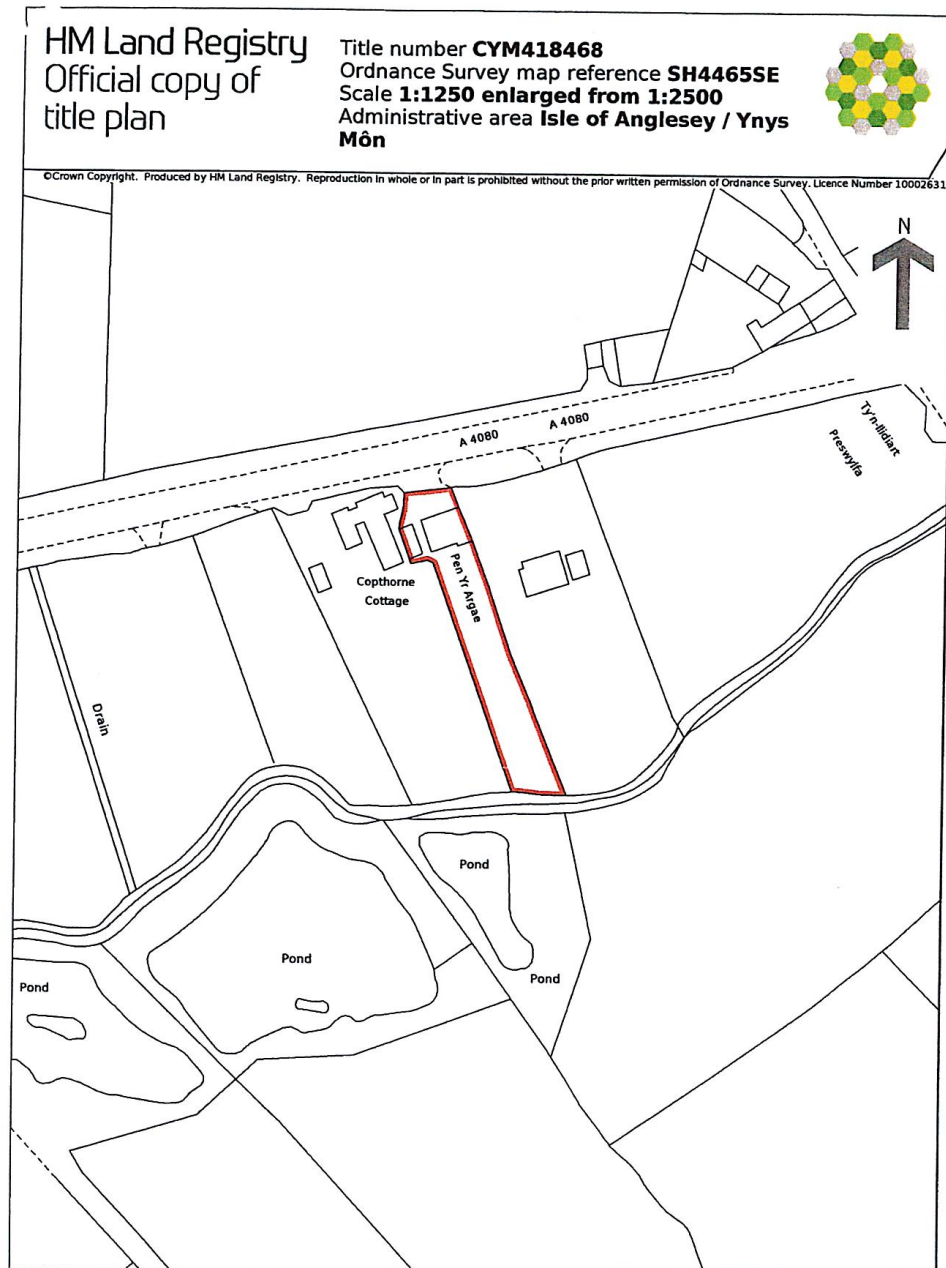 HM Land Registry
Official copy of
title plan
Title number CYM418468
Ordnance Survey map reference SH4465SE
Scale 1:1250 enlarged from 1:2500
Administrative area Isle of Anglesey / Ynys
Môn
©Crown Copyright. Produced by HM Land Registry. Reproduction in whole or in part is prohibited without the prior written permission of Ordnance Survey. Licence Number 10002631
N
A 4080
A 4080
Ty'n-llidiart
Preswylfa
Pen Yr Argae
Copthorne
Cottage
Drain
Pond
Pond
Pond
Pond